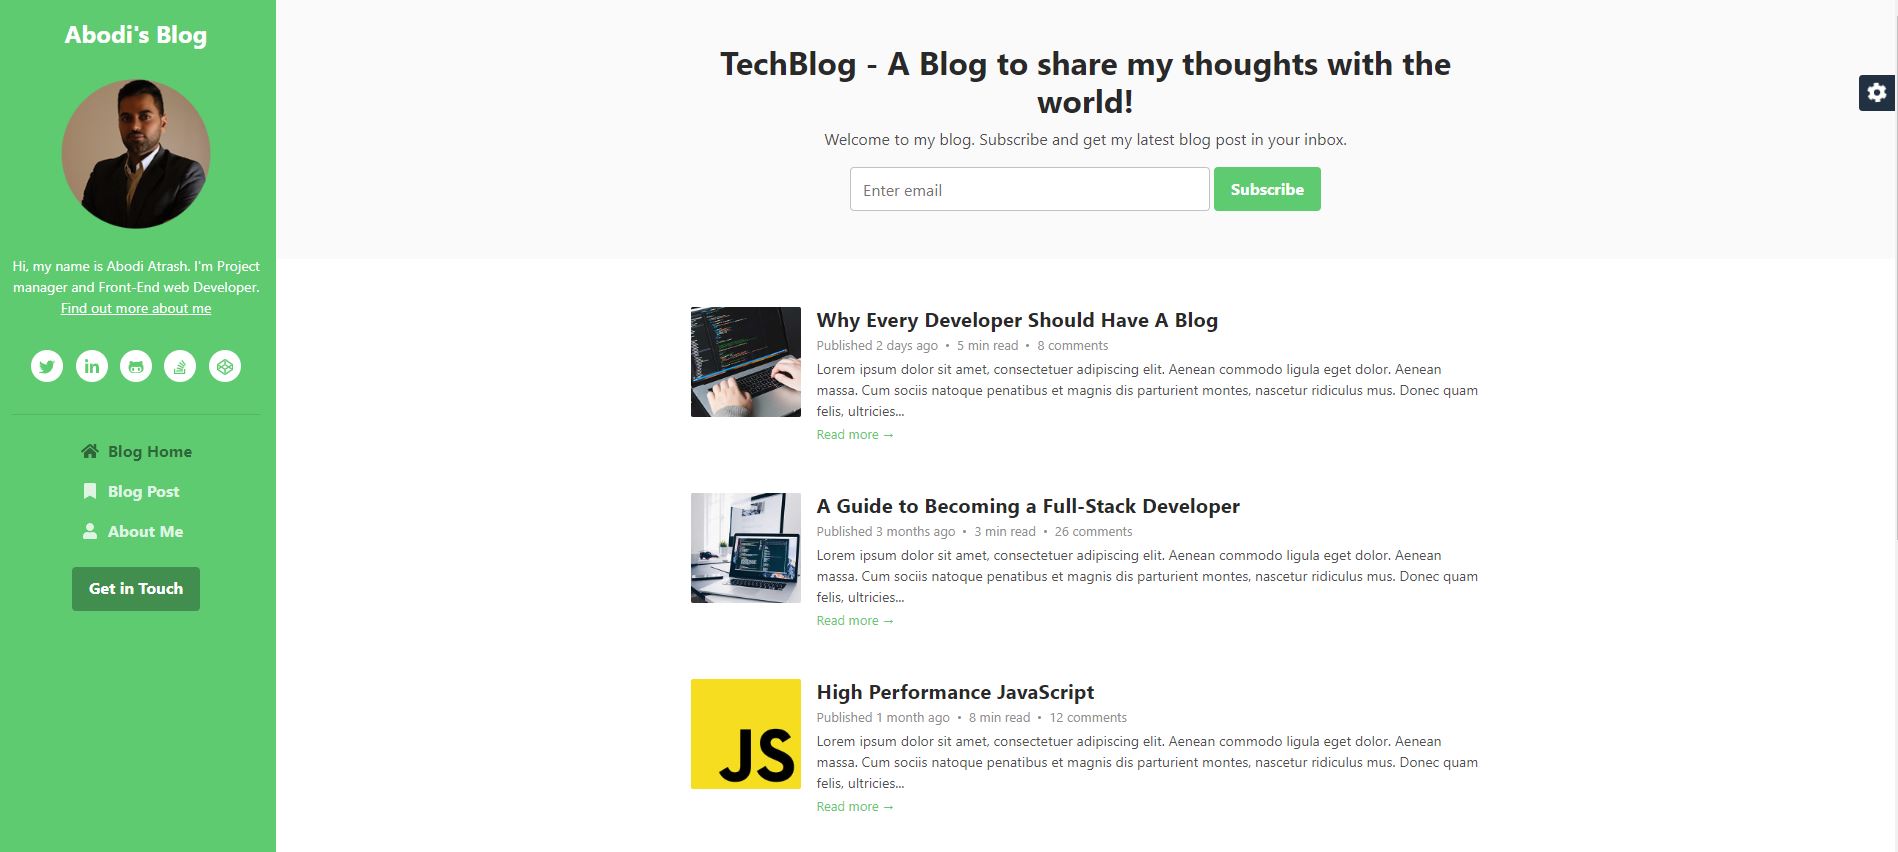 Abodi's Blog
Hi, my name is Abodi Atrash. I'm Project
manager and Front-End web Developer.
Find out more about me
Blog Home
Blog Post
About Me
Get in Touch
TechBlog - A Blog to share my thoughts with the
world!
Welcome to my blog. Subscribe and get my latest blog post in your inbox.
Enter email Subscribe
Why Every Developer Should Have A Blog
Published 2 days ago • 5 min read • 8 comments
Lorem ipsum dolor sit amet, consectetuer adipiscing elit. Aenean commodo ligula eget dolor. Aenean
massa. Cum sociis natoque penatibus et magnis dis parturient montes, nascetur ridiculus mus. Donec quam
felis, ultricies...
Read more →
A Guide to Becoming a Full-Stack Developer
Published 3 months ago • 3 min read • 26 comments
Lorem ipsum dolor sit amet, consectetuer adipiscing elit. Aenean commodo ligula eget dolor. Aenean
massa. Cum sociis natoque penatibus et magnis dis parturient montes, nascetur ridiculus mus. Donec quam
felis, ultricies...
Read more →
JS
High Performance JavaScript
Published 1 month ago • 8 min read • 12 comments
Lorem ipsum dolor sit amet, consectetuer adipiscing elit. Aenean commodo ligula eget dolor. Aenean
massa. Cum sociis natoque penatibus et magnis dis parturient montes, nascetur ridiculus mus. Donec quam
felis, ultricies...
Read more →